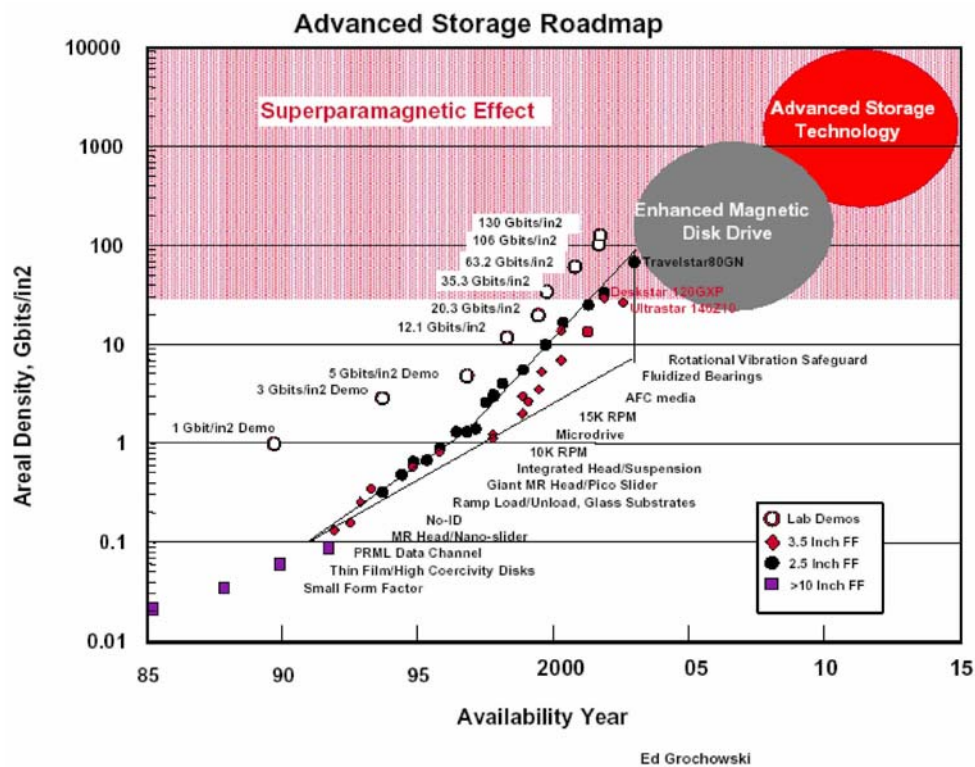 Advanced Storage Roadmap
10000
1000
100
10
1
0.1
0.01
Areal Density, Gbits/in2
Superparamagnetic Effect
Advanced Storage
Technology
Enhanced Magnetic
Disk Drive
130 Gbits/in2
106 Gbits/in2
63.2 Gbits/in2
35.3 Gbits/in2
20.3 Gbits/in2
12.1 Gbits/in2
5 Gbits/in2 Demo
3 Gbits/in2 Demo
1 Gbit/in2 Demo
Travelstar80GN
Deskstar 120GXP
Ultrastar 146Z10
Rotational Vibration Safeguard
Fluidized Bearings
AFC media
15K RPM
Microdrive
10K RPM
Integrated Head/Suspension
Giant MR Head/Pico Slider
Ramp Load/Unload, Glass Substrates
No-ID
MR Head/Nano-slider
PRML Data Channel
Thin Film/High Coercivity Disks
Small Form Factor
Lab Demos
3.5 Inch FF
2.5 Inch FF
>10 Inch FF
85 90 95 2000 05 10 15
Availability Year
Ed Grochowski